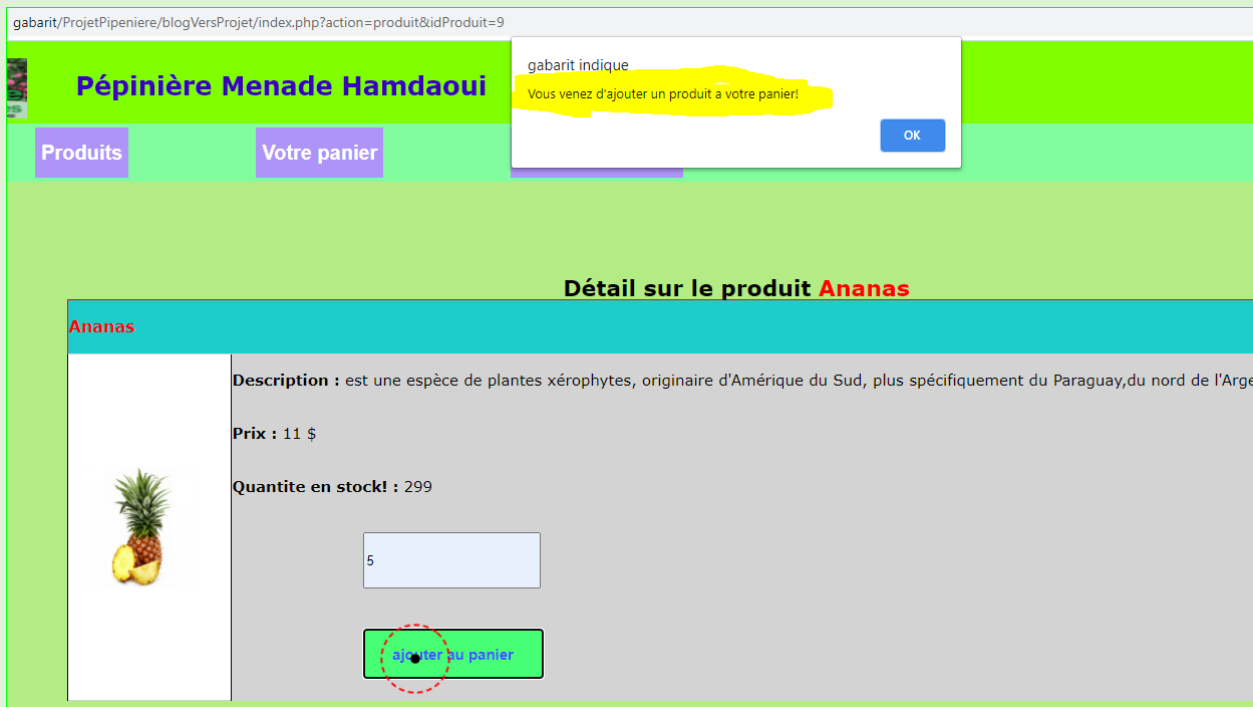 gabarit/ProjetPipeniere/blogVersProjet/index.php?action=produit&idProduit=9
Pépinière Menade Hamdaoui
gabarit indique
Vous venez d'ajouter un produit a votre panier!
OK
Produits
Votre panier
Détail sur le produit Ananas
Ananas
Description : est une espèce de plantes xérophytes, originaire d'Amérique du Sud, plus spécifiquement du Paraguay,du nord de l'Arge
Prix : 11 $
Quantite en stock! : 299
5
ajouter au panier